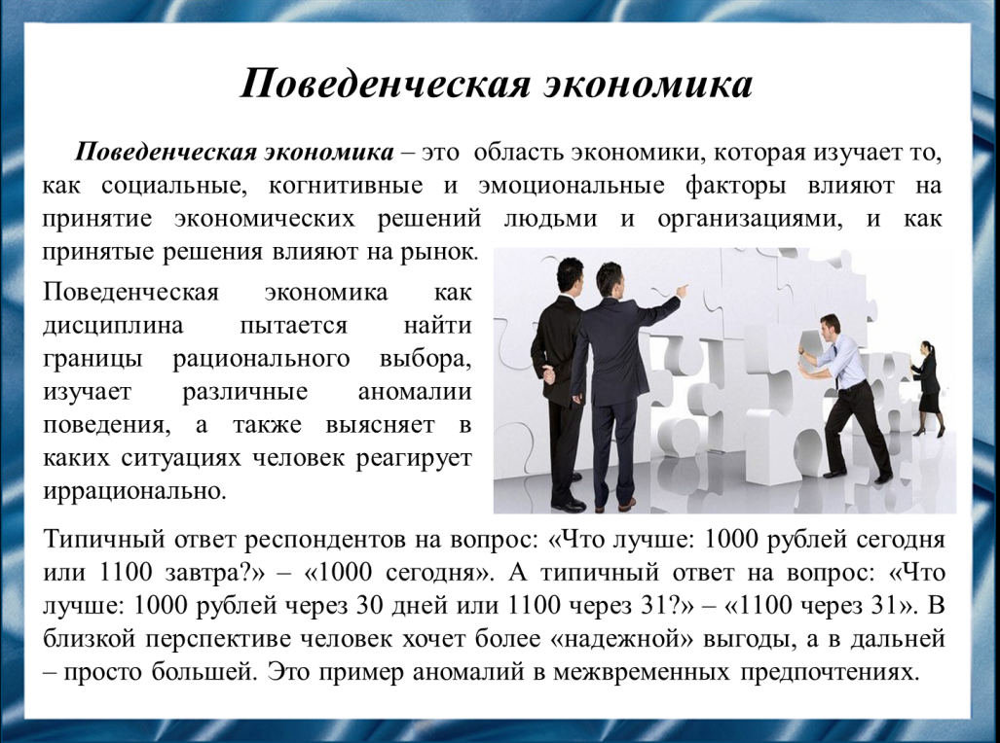 Поведенческая экономика
Поведенческая экономика – это область экономики, которая изучает то,
как социальные, когнитивные и эмоциональные факторы влияют на
принятие экономических решений людьми и организациями, и как
принятые решения влияют на рынок.
Поведенческая экономика как
дисциплина пытается найти
границы рационального выбора,
изучает различные аномалии
поведения, а также выясняет в
каких ситуациях человек реагирует
иррационально.
Типичный ответ респондентов на вопрос: «Что лучше: 1000 рублей сегодня
или 1100 завтра?» – «1000 сегодня». А типичный ответ на вопрос: «Что
лучше: 1000 рублей через 30 дней или 1100 через 31?» – «1100 через 31». В
близкой перспективе человек хочет более «надежной» выгоды, а в дальней
– просто большей. Это пример аномалий в межвременных предпочтениях.